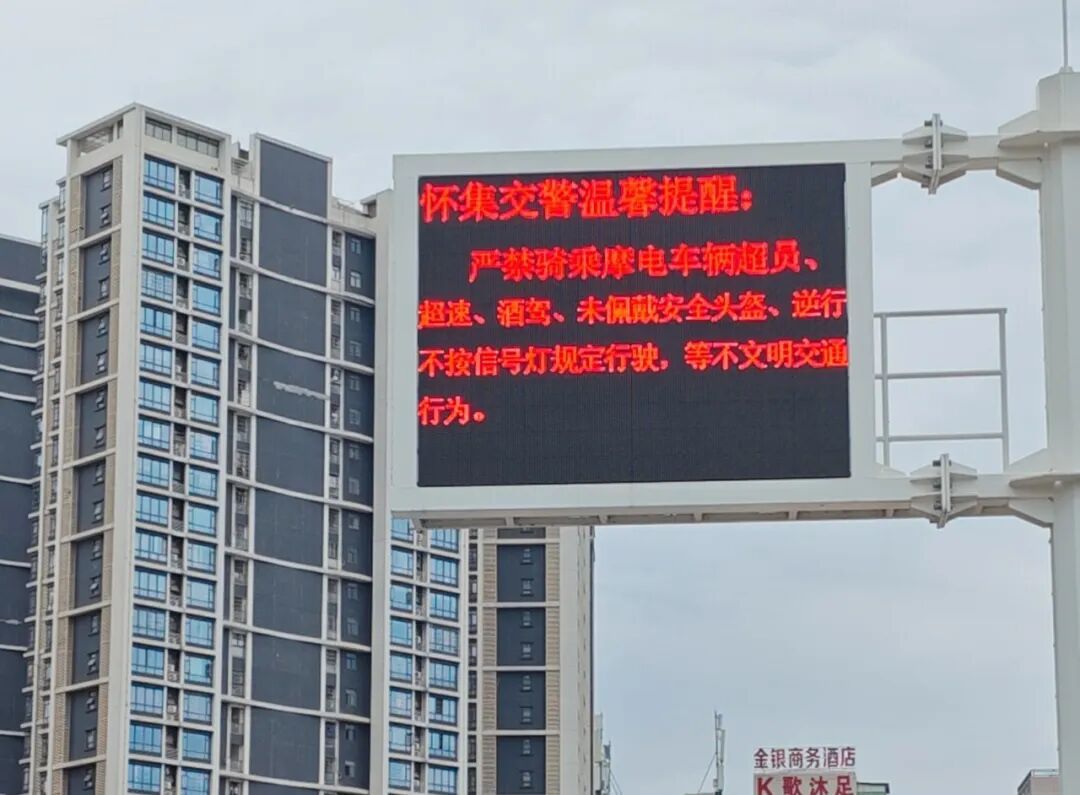 怀集交警温馨提醒：
严禁骑乘摩电车辆超员、
超速、酒驾、未佩戴安全头盔、逆行
不按信号灯规定行驶，等不文明交通
行为。
金银商务酒店
K歌沐足